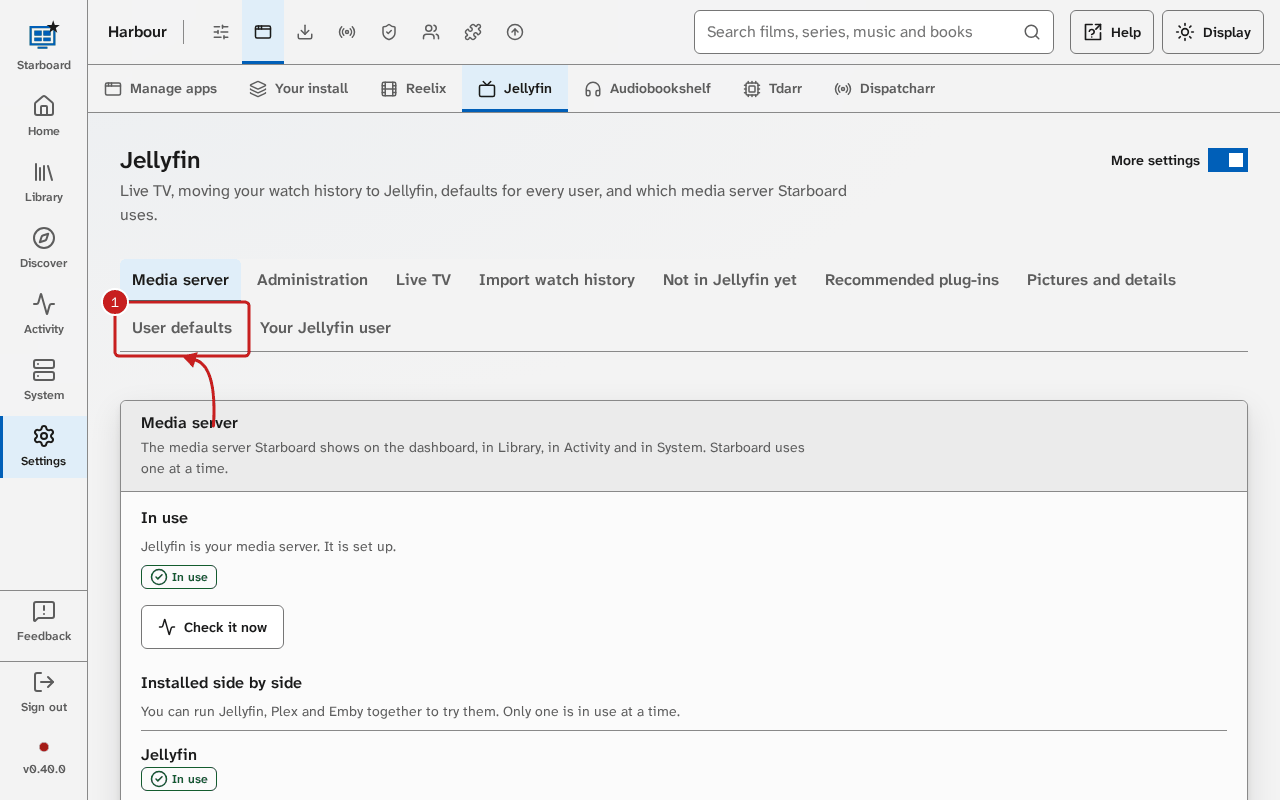 Starboard
Home
Library
Discover
Activity
System
Settings
Feedback
Sign out
v0.40.0
Harbour
Search films, series, music and books
Help
Display
Manage apps
Your install
Reelix
Jellyfin
Audiobookshelf
Tdarr
Dispatcharr
Jellyfin
More settings
Live TV, moving your watch history to Jellyfin, defaults for every user, and which media server Starboard
uses.
Media server
Administration
Live TV
Import watch history
Not in Jellyfin yet
Recommended plug-ins
Pictures and details
1
User defaults
Your Jellyfin user
Media server
The media server Starboard shows on the dashboard, in Library, in Activity and in System. Starboard uses
one at a time.
In use
Jellyfin is your media server. It is set up.
In use
Check it now
Installed side by side
You can run Jellyfin, Plex and Emby together to try them. Only one is in use at a time.
Jellyfin
In use